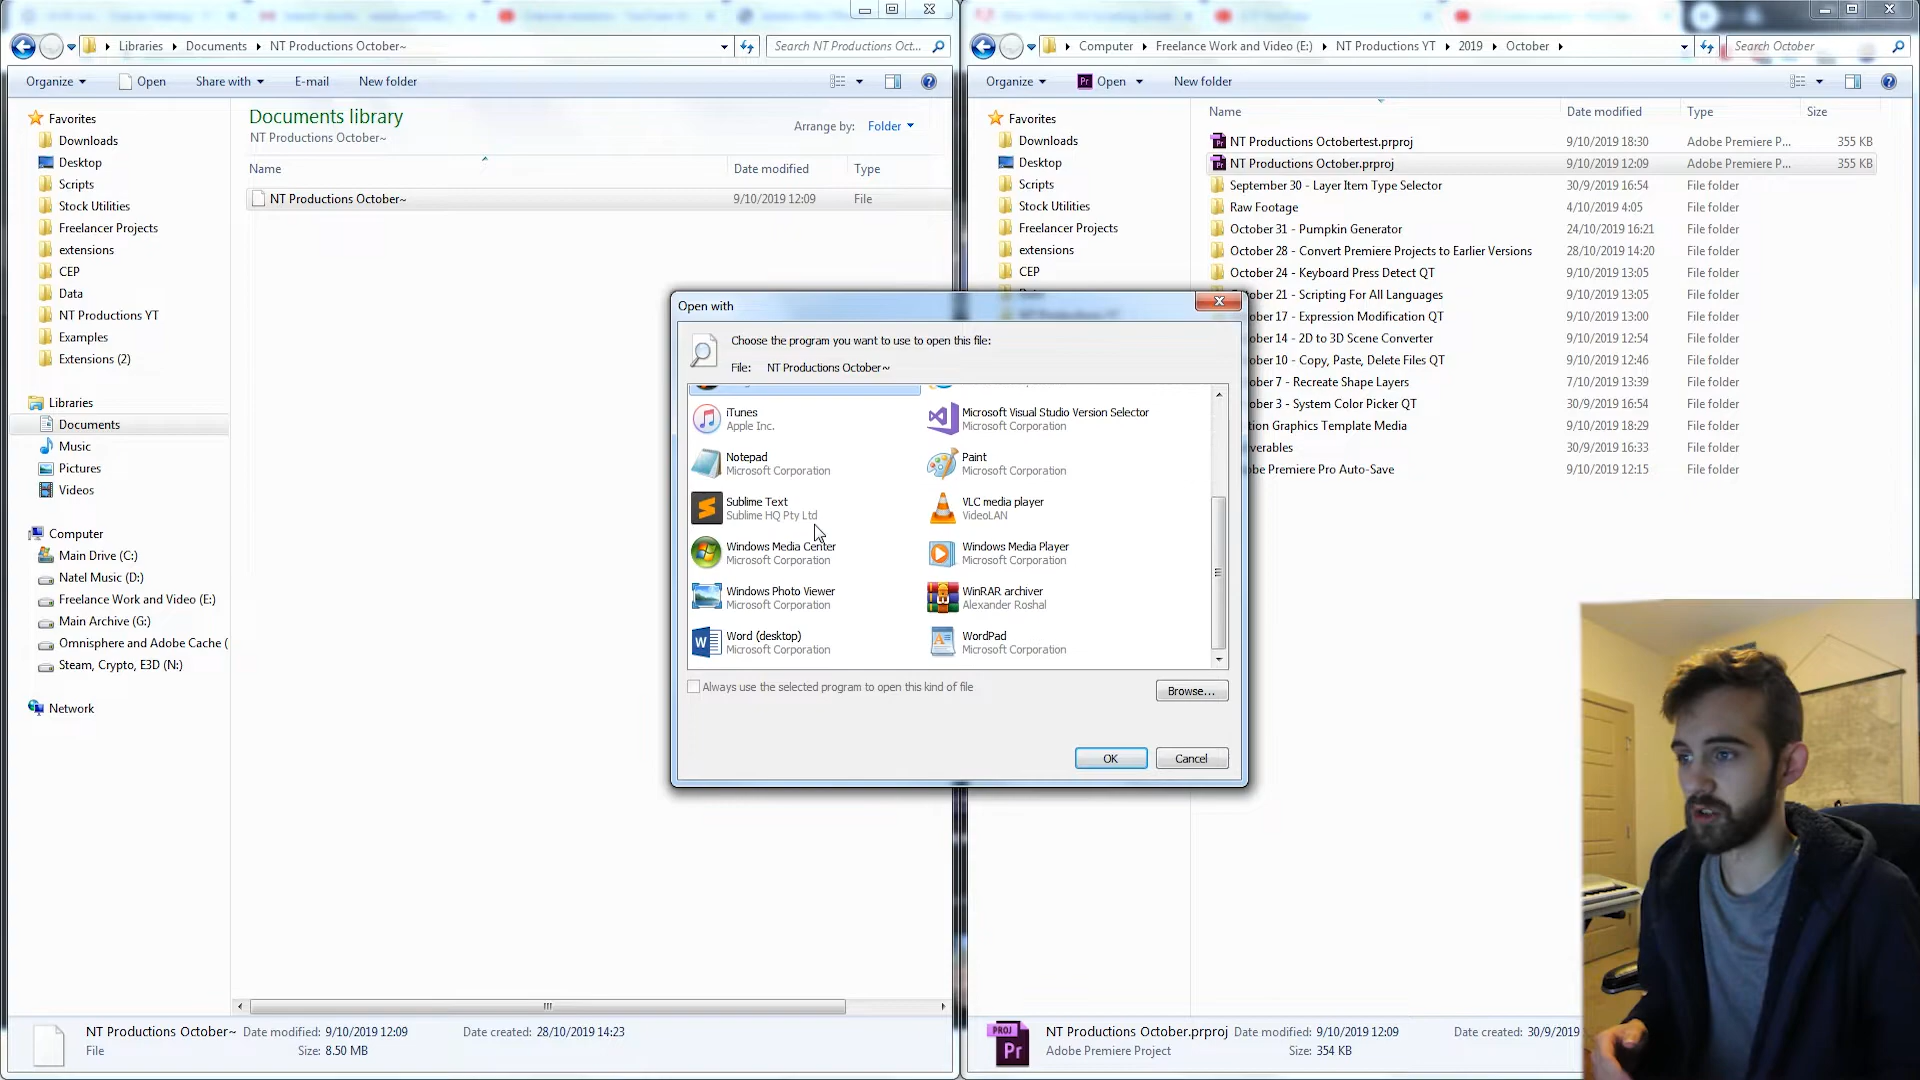 Libraries
Documents
NT Productions October~
Search NT Productions Oct...
Organize
Open
Share with
E-mail
New folder
Favorites
Downloads
Desktop
Scripts
Stock Utilities
Freelancer Projects
extensions
CEP
Data
NT Productions YT
Examples
Extensions (2)
Libraries
Documents
Music
Pictures
Videos
Computer
Main Drive (C:)
Natel Music (D:)
Freelance Work and Video (E:)
Main Archive (G:)
Omnisphere and Adobe Cache (
Steam, Crypto, E3D (N:)
Network
Documents library
NT Productions October~
Arrange by: Folder
Name Date modified Type
NT Productions October~ 9/10/2019 12:09 File
NT Productions October~ Date modified: 9/10/2019 12:09 Date created: 28/10/2019 14:23
File Size: 8.50 MB
Open with
Choose the program you want to use to open this file:
File: NT Productions October~
iTunes
Apple Inc.
Microsoft Visual Studio Version Selector
Microsoft Corporation
Notepad
Microsoft Corporation
Paint
Microsoft Corporation
Sublime Text
Sublime HQ Pty Ltd
VLC media player
VideoLAN
Windows Media Center
Microsoft Corporation
Windows Media Player
Microsoft Corporation
Windows Photo Viewer
Microsoft Corporation
WinRAR archiver
Alexander Roshal
Word (desktop)
Microsoft Corporation
WordPad
Microsoft Corporation
Always use the selected program to open this kind of file
Browse...
OK
Cancel
Computer
Freelance Work and Video (E:)
NT Productions YT
2019
October
Search October
Organize
Pr Open
New folder
Favorites
Downloads
Desktop
Scripts
Stock Utilities
Freelancer Projects
extensions
CEP
Name Date modified Type Size
NT Productions Octobertest.prproj 9/10/2019 18:30 Adobe Premiere P... 355 KB
NT Productions October.prproj 9/10/2019 12:09 Adobe Premiere P... 355 KB
September 30 - Layer Item Type Selector 30/9/2019 16:54 File folder
Raw Footage 4/10/2019 4:05 File folder
October 31 - Pumpkin Generator 24/10/2019 16:21 File folder
October 28 - Convert Premiere Projects to Earlier Versions 28/10/2019 14:20 File folder
October 24 - Keyboard Press Detect QT 9/10/2019 13:05 File folder
ober 21 - Scripting For All Languages 9/10/2019 13:05 File folder
ober 17 - Expression Modification QT 9/10/2019 13:00 File folder
ober 14 - 2D to 3D Scene Converter 9/10/2019 12:54 File folder
ober 10 - Copy, Paste, Delete Files QT 9/10/2019 12:46 File folder
ober 7 - Recreate Shape Layers 7/10/2019 13:39 File folder
ober 3 - System Color Picker QT 30/9/2019 16:54 File folder
tion Graphics Template Media 9/10/2019 18:29 File folder
verables 30/9/2019 16:33 File folder
be Premiere Pro Auto-Save 9/10/2019 12:15 File folder
PROJ
Pr
NT Productions October.prproj Date modified: 9/10/2019 12:09 Date created: 30/9/2019
Adobe Premiere Project Size: 354 KB